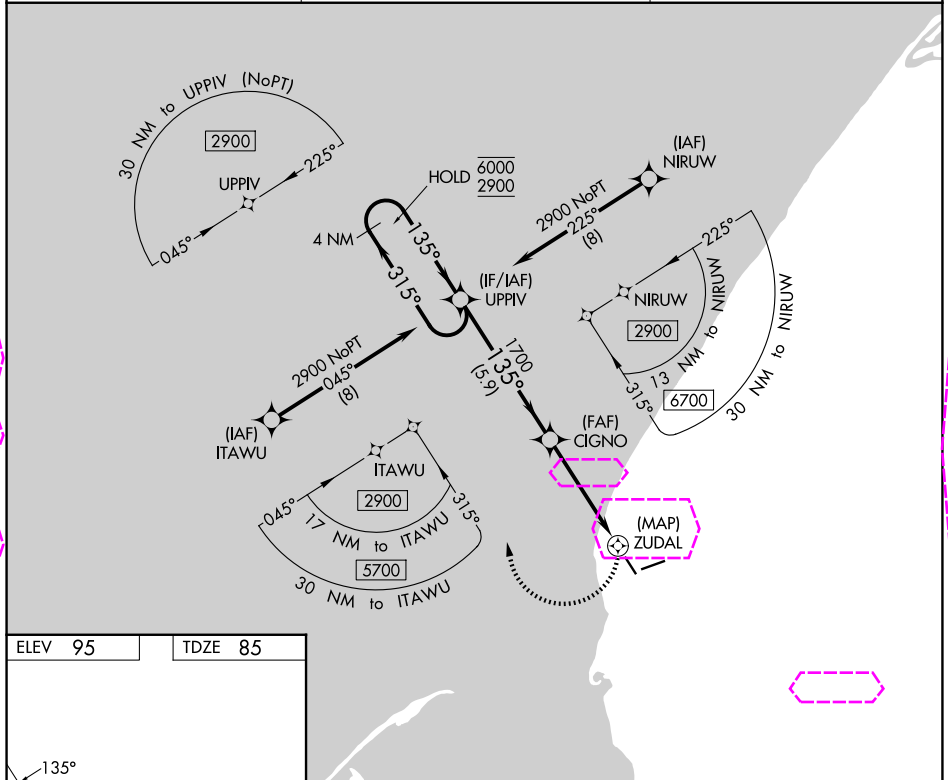 30 NM to UPPIV (NoPT)
2900
UPPIV
225°
045°
HOLD
6000
2900
4 NM
135°
315°
(IF/IAF)
UPPIV
(IAF)
NIRUW
2900 NoPT
225°
(8)
225°
NIRUW
2900
13 NM to NIRUW
315°
6700
30 NM to NIRUW
2900 NoPT
045°
(8)
(IAF)
ITAWU
1700
135°
(5.9)
(FAF)
CIGNO
ITAWU
045°
2900
315°
17 NM to ITAWU
5700
30 NM to ITAWU
(MAP)
ZUDAL
ELEV 95
TDZE 85
135°